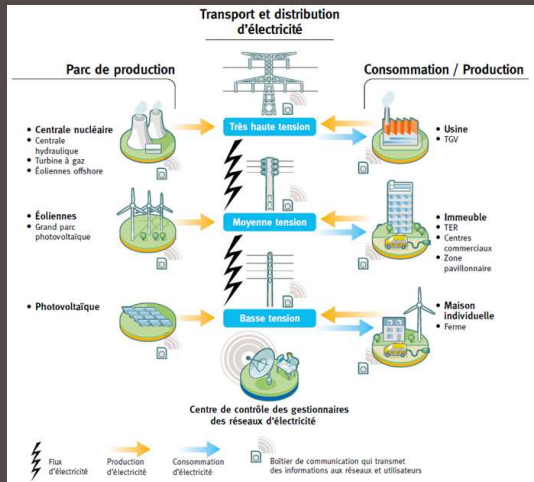 Transport et distribution
d'électricité
Parc de production
Consommation / Production
• Centrale nucléaire
• Centrale
hydraulique
• Turbine à gaz
• Éoliennes offshore
Très haute tension
• Usine
• TGV
• Éoliennes
• Grand parc
photovoltaïque
Moyenne tension
• Immeuble
• TER
• Centres
commerciaux
• Zone
pavillonnaire
• Photovoltaïque
Basse tension
• Maison
individuelle
• Ferme
Centre de contrôle des gestionnaires
des réseaux d'électricité
Flux
d'électricité
Production
d'électricité
Consommation
d'électricité
Boîtier de communication qui transmet
des informations aux réseaux et utilisateurs